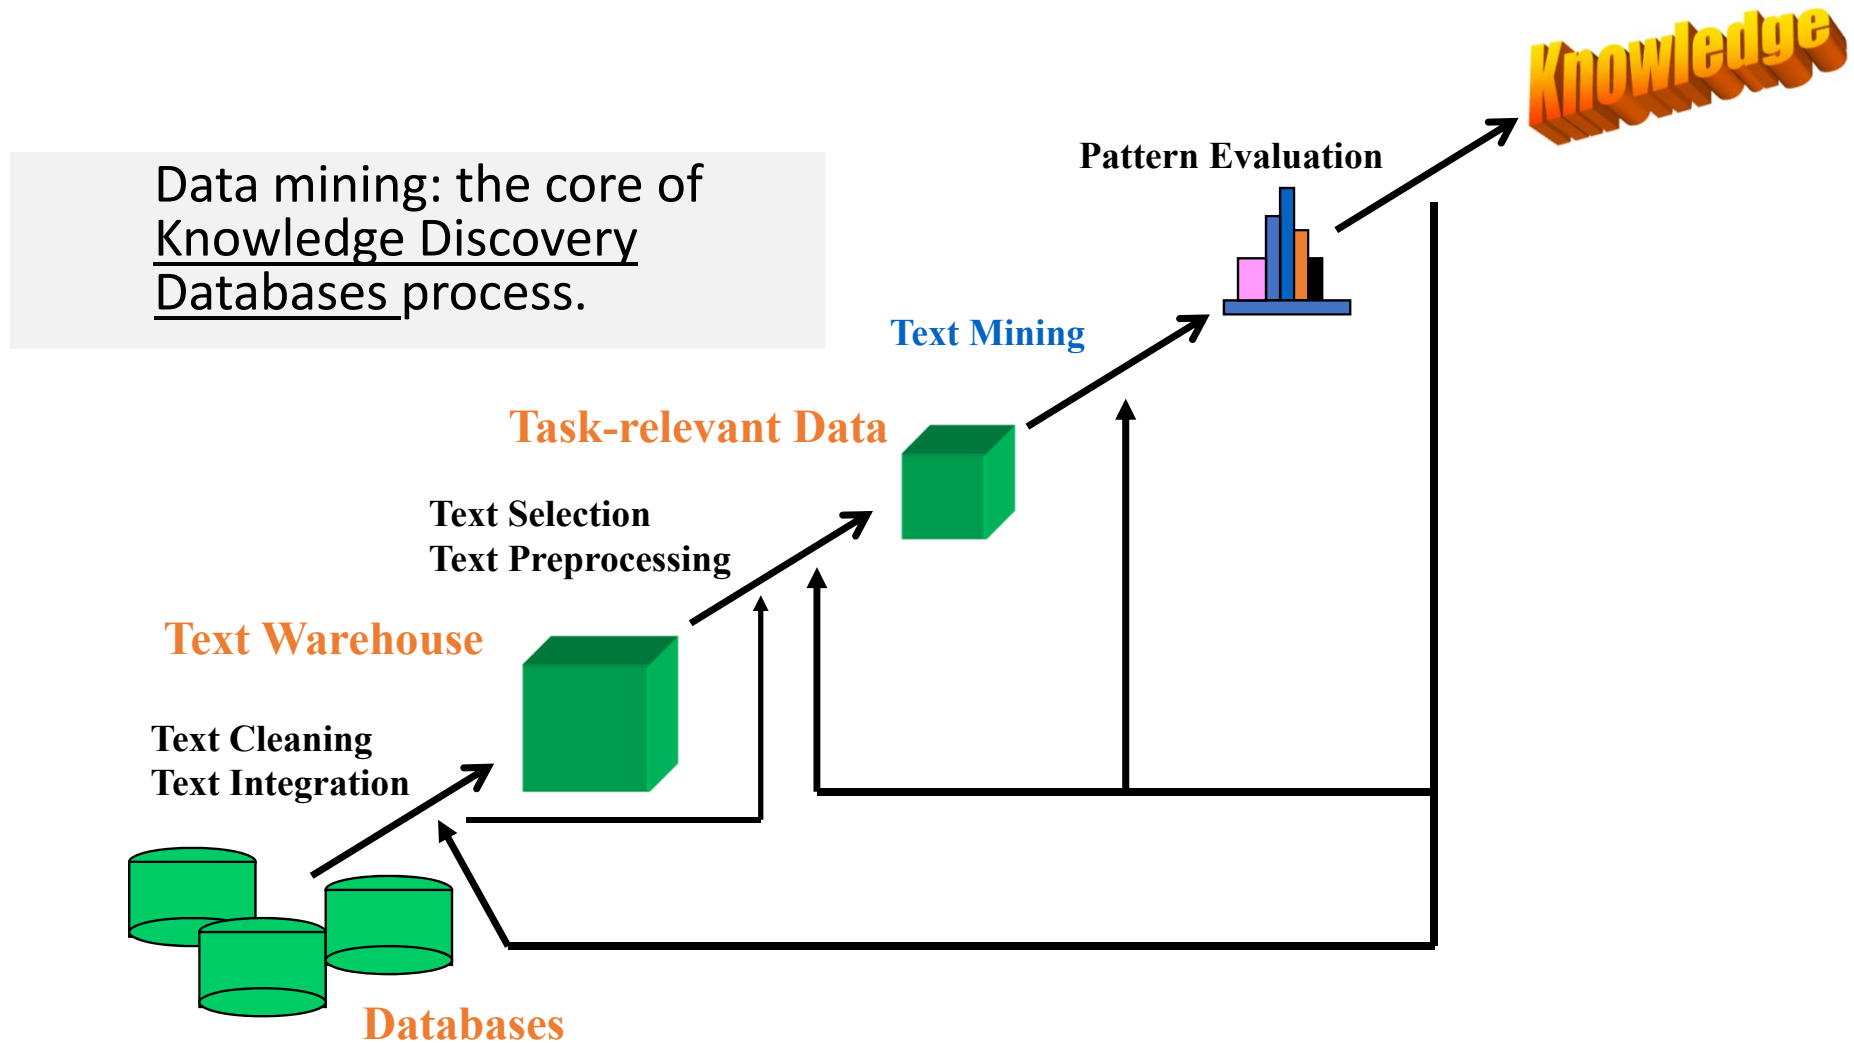 Knowledge
Pattern Evaluation
Data mining: the core of
Knowledge Discovery
Databases process.
Text Mining
Task-relevant Data
Text Selection
Text Preprocessing
Text Warehouse
Text Cleaning
Text Integration
Databases